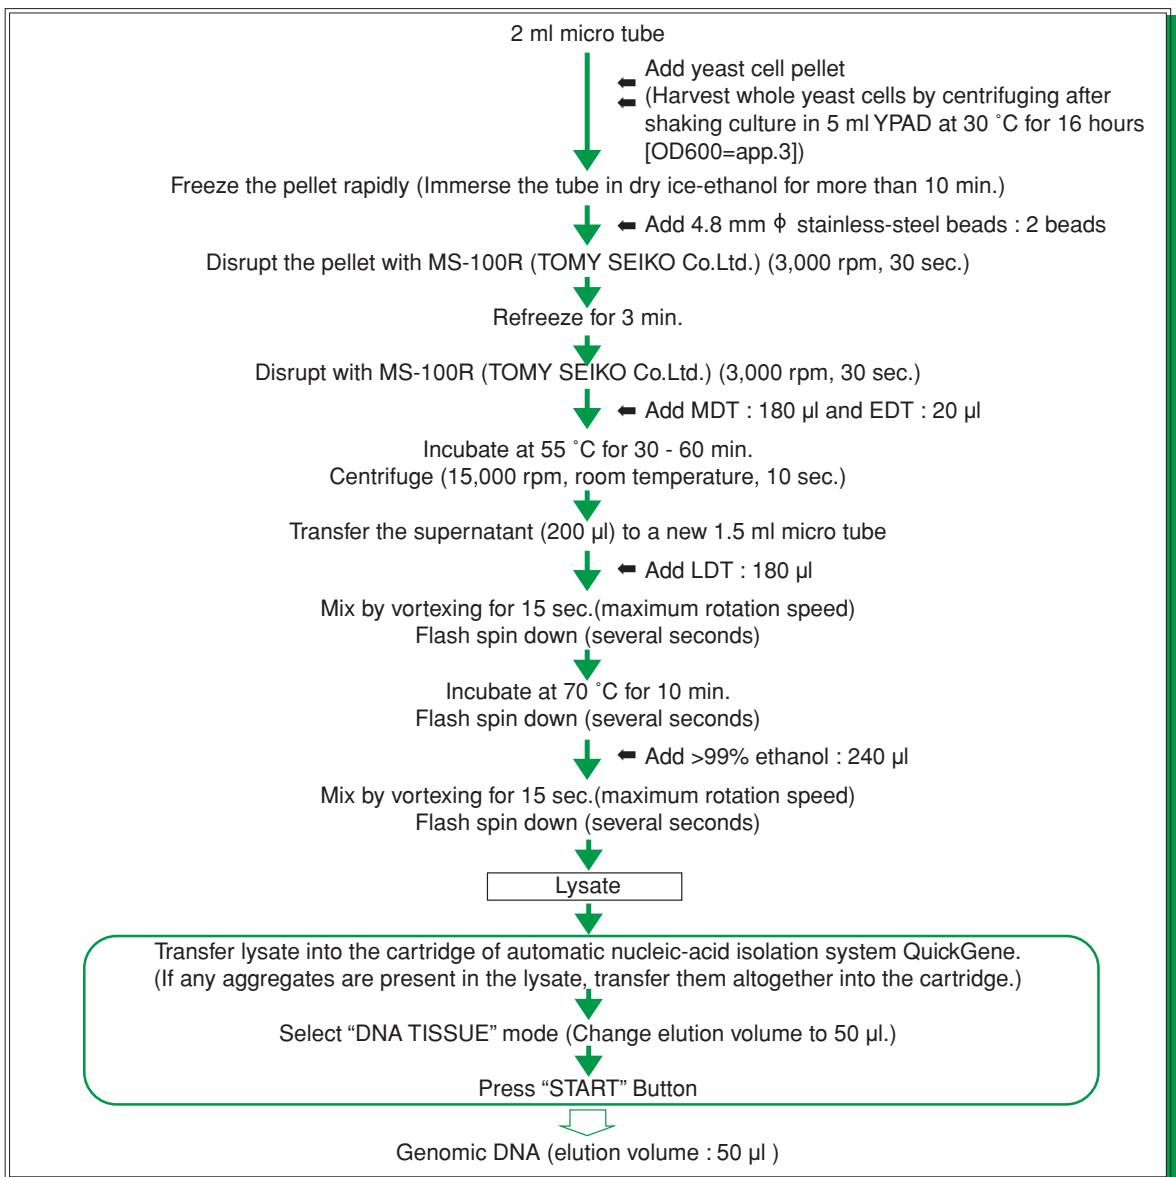 2 ml micro tube
Add yeast cell pellet
(Harvest whole yeast cells by centrifuging after
shaking culture in 5 ml YPAD at 30 ˚C for 16 hours
[OD600=app.3])
Freeze the pellet rapidly (Immerse the tube in dry ice-ethanol for more than 10 min.)
Add 4.8 mm ϕ stainless-steel beads : 2 beads
Disrupt the pellet with MS-100R (TOMY SEIKO Co.Ltd.) (3,000 rpm, 30 sec.)
Refreeze for 3 min.
Disrupt with MS-100R (TOMY SEIKO Co.Ltd.) (3,000 rpm, 30 sec.)
Add MDT : 180 µl and EDT : 20 µl
Incubate at 55 ˚C for 30 - 60 min.
Centrifuge (15,000 rpm, room temperature, 10 sec.)
Transfer the supernatant (200 µl) to a new 1.5 ml micro tube
Add LDT : 180 µl
Mix by vortexing for 15 sec.(maximum rotation speed)
Flash spin down (several seconds)
Incubate at 70 ˚C for 10 min.
Flash spin down (several seconds)
Add >99% ethanol : 240 µl
Mix by vortexing for 15 sec.(maximum rotation speed)
Flash spin down (several seconds)
Lysate
Transfer lysate into the cartridge of automatic nucleic-acid isolation system QuickGene.
(If any aggregates are present in the lysate, transfer them altogether into the cartridge.)
Select “DNA TISSUE” mode (Change elution volume to 50 µl.)
Press “START” Button
Genomic DNA (elution volume : 50 µl )